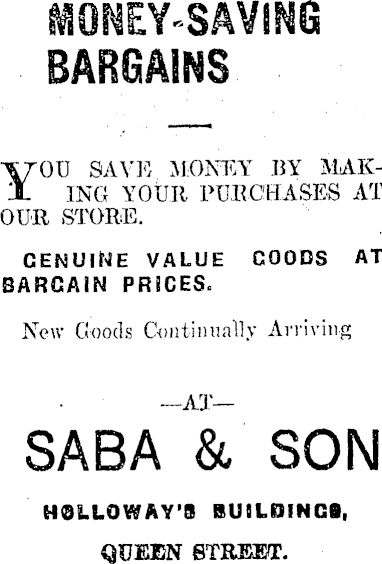 MONEY-SAVING
BARGAINS
YOU SAVE MONEY BY MAK-
ING YOUR PURCHASES AT
OUR STORE.
GENUINE VALUE GOODS AT
BARGAIN PRICES.
New Goods Continually Arriving
—AT—
SABA & SON
HOLLOWAY'S BUILDINGS,
QUEEN STREET.